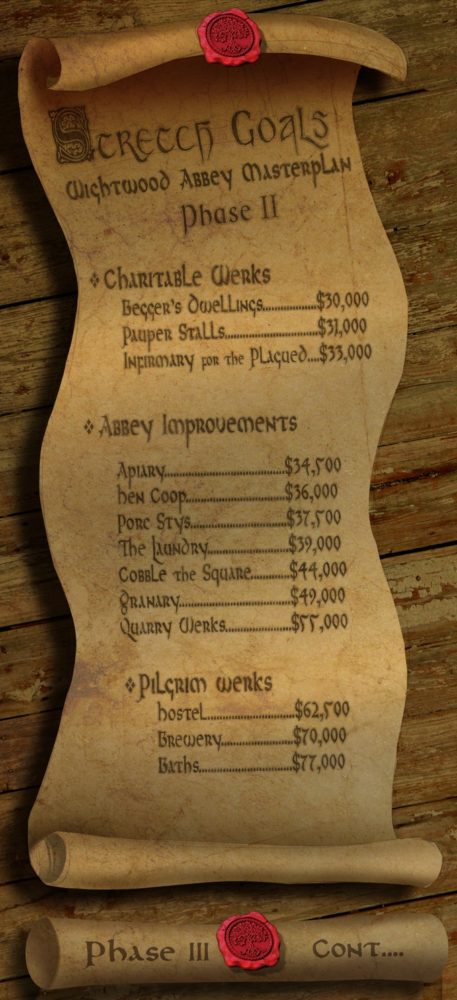 Stretch Goals
Wightwood Abbey Masterplan
Phase II
Charitable Werks
Begger's Dwellings................$30,000
Pauper Stalls........................$31,000
Infirmary for the Plagued....$33,000
Abbey Improvements
Apiary................................$34,500
Hen Coop...........................$36,000
Porc Stys..........................$37,500
The Laundry......................$39,000
Cobble the Square..........$44,000
Granary.............................$49,000
Quarry Werks..................$55,000
Pilgrim Werks
Hostel........................$62,500
Brewery....................$70,000
Baths.........................$77,000
Phase III
Cont....